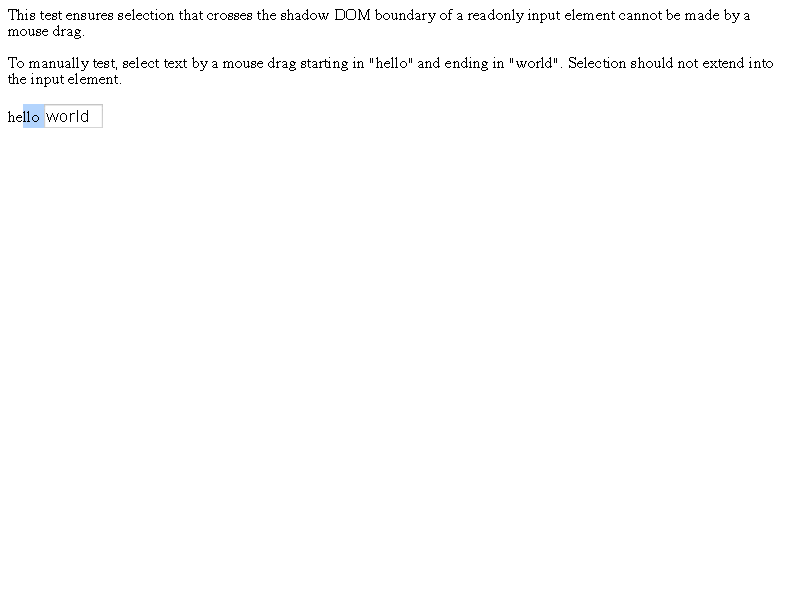 This test ensures selection that crosses the shadow DOM boundary of a readonly input element cannot be made by a
mouse drag.
To manually test, select text by a mouse drag starting in "hello" and ending in "world". Selection should not extend into
the input element.
hello world